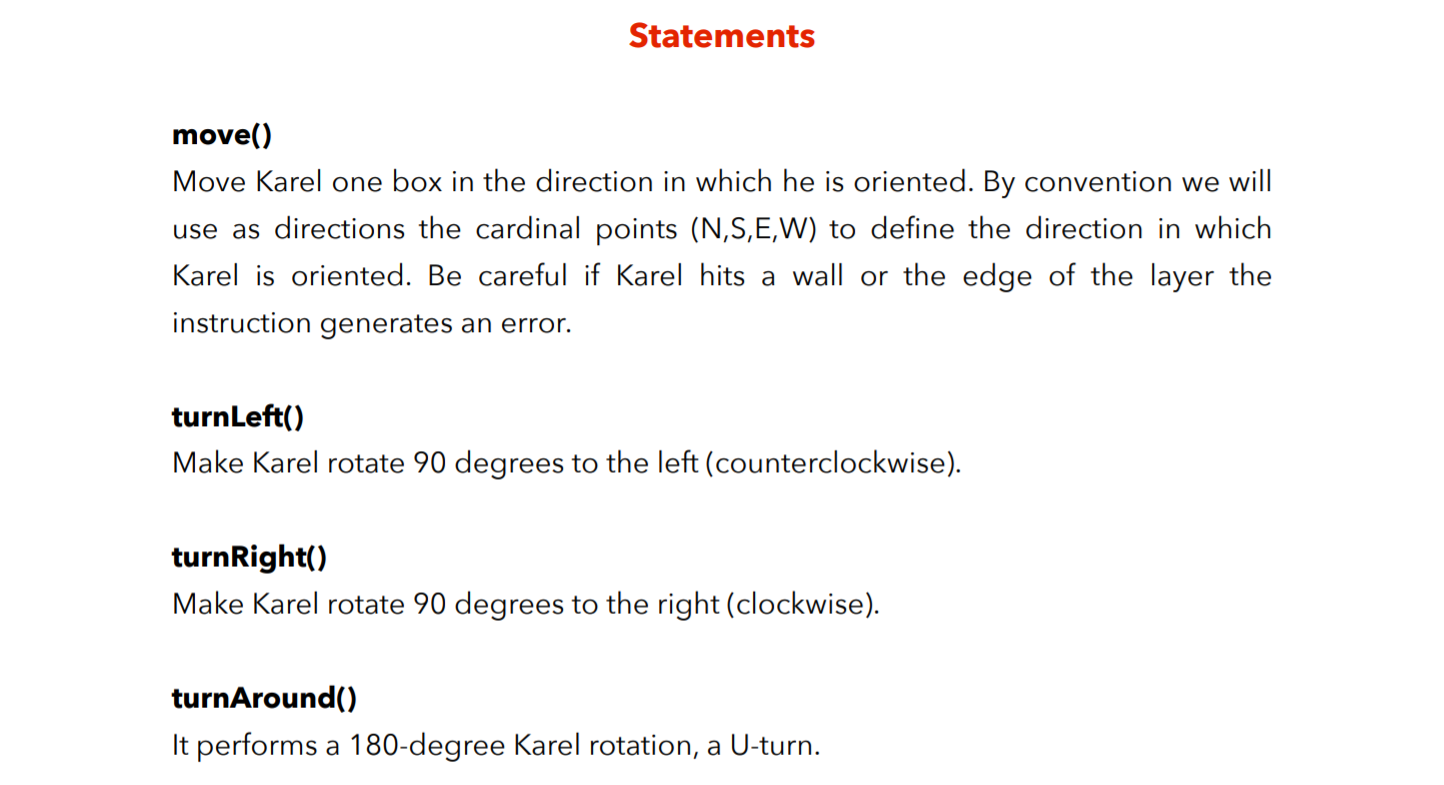 Statements
move()
Move Karel one box in the direction in which he is oriented. By convention we will
use as directions the cardinal points (N,S,E,W) to define the direction in which
Karel is oriented. Be careful if Karel hits a wall or the edge of the layer the
instruction generates an error.
turnLeft()
Make Karel rotate 90 degrees to the left (counterclockwise).
turnRight()
Make Karel rotate 90 degrees to the right (clockwise).
turnAround()
It performs a 180-degree Karel rotation, a U-turn.